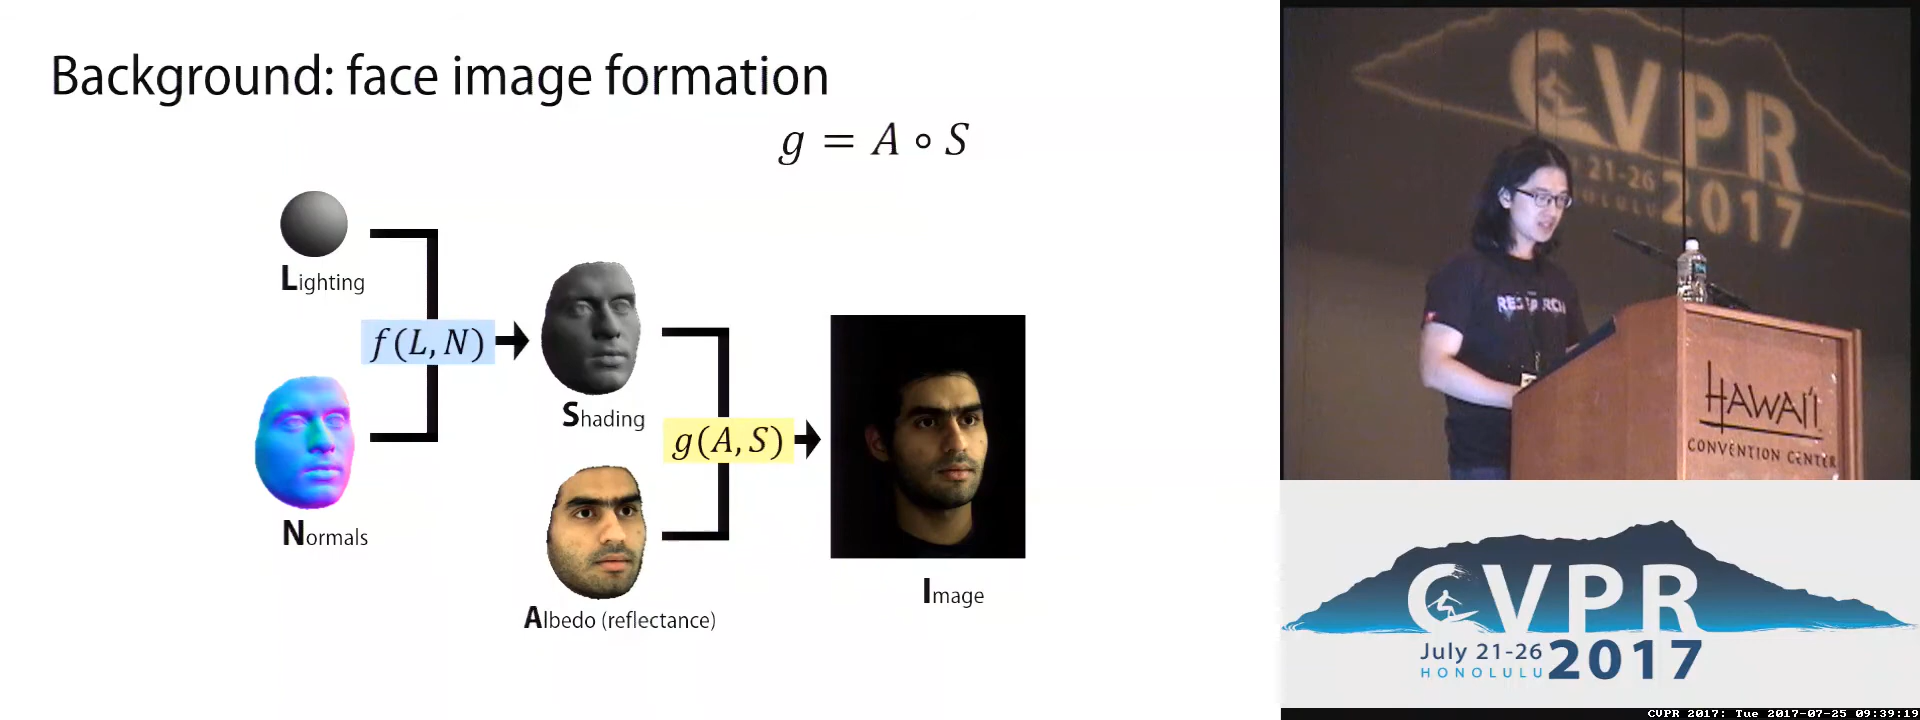 Background: face image formation
g = A ∘ S
Lighting
f(L, N)
Normals
Shading
g(A, S)
Albedo (reflectance)
Image
CVPR
21-26
2017
HAWAI'I
CONVENTION CENTER
CVPR
July 21-26
HONOLULU
2017
CVPR 2017: Tue 2017-07-25 09:39:19